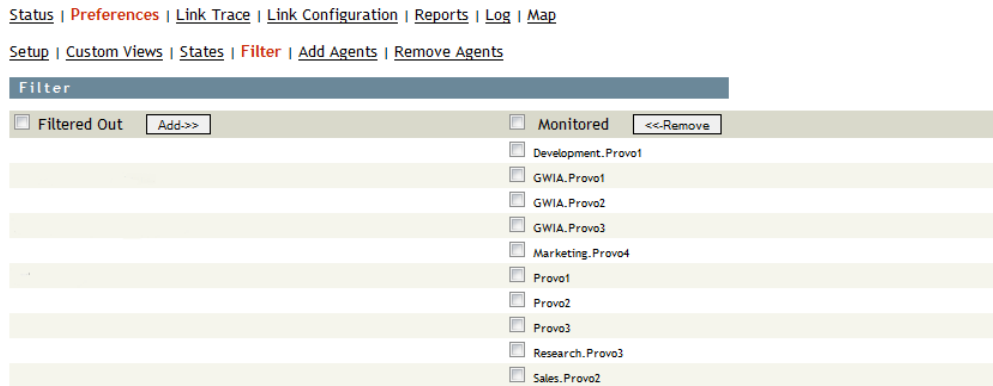 Status | Preferences | Link Trace | Link Configuration | Reports | Log | Map
Setup | Custom Views | States | Filter | Add Agents | Remove Agents
Filter
Filtered Out Add->> Monitored <<-Remove
Development.Provo1
GWIA.Provo1
GWIA.Provo2
GWIA.Provo3
Marketing.Provo4
Provo1
Provo2
Provo3
Research.Provo3
Sales.Provo2